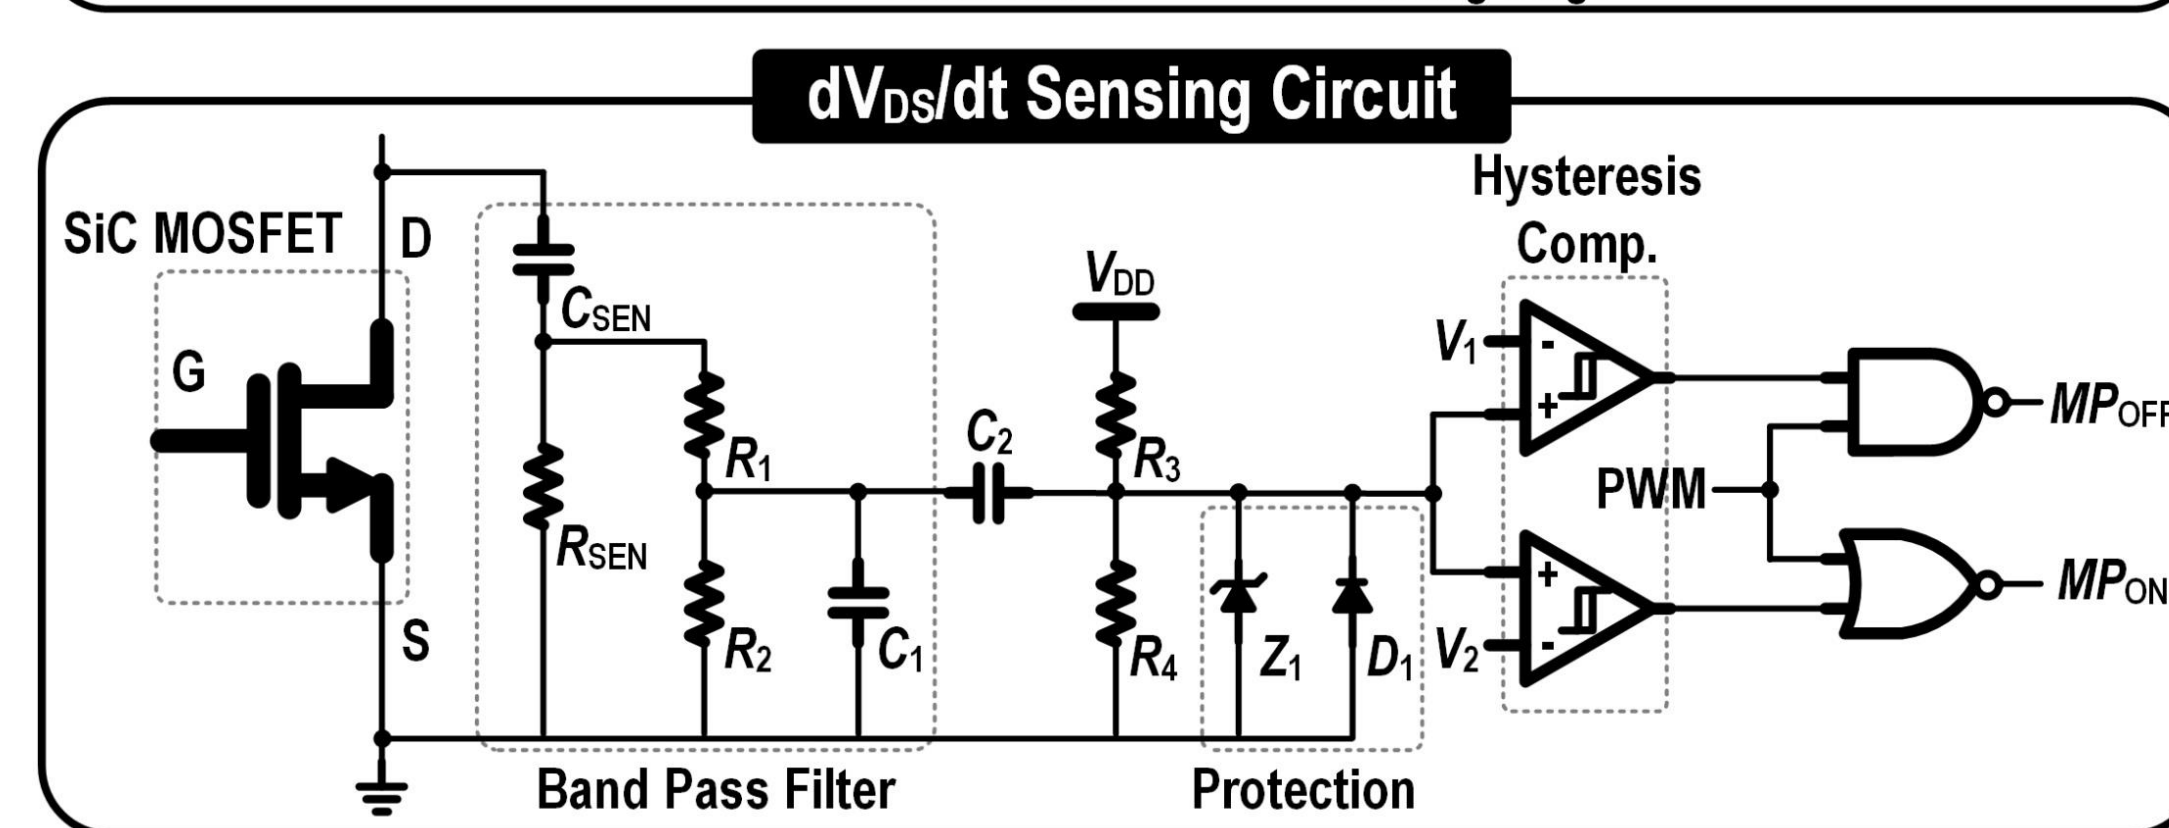 dVDS/dt Sensing Circuit
Hysteresis
Comp.
SiC MOSFET
D
G
S
CSEN
RSEN
R1
R2
C1
C2
VDD
R3
R4
Z1
D1
V1
-
+
+
-
V2
PWM
MPOFF
MPON
Band Pass Filter
Protection